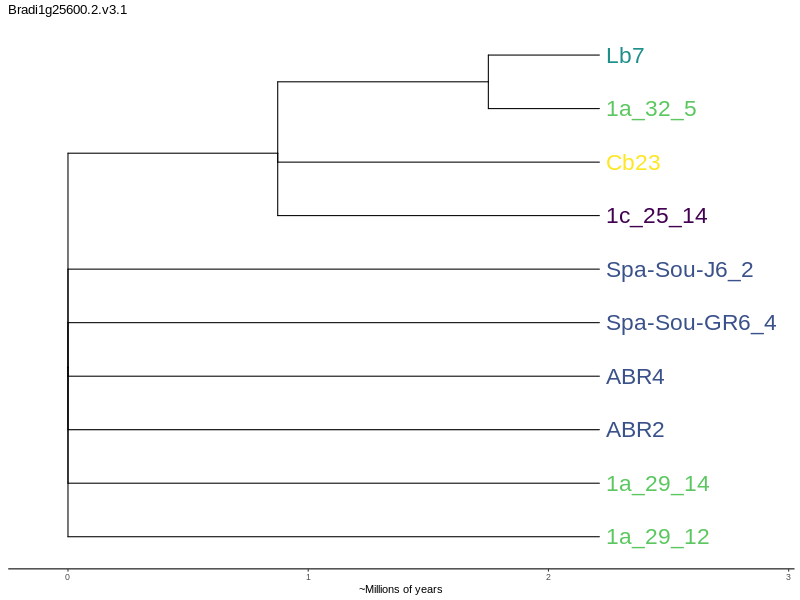 Bradi1g25600.2.v3.1
Lb7
1a_32_5
Cb23
1c_25_14
Spa-Sou-J6_2
Spa-Sou-GR6_4
ABR4
ABR2
1a_29_14
1a_29_12
0 1 2 3
~Millions of years